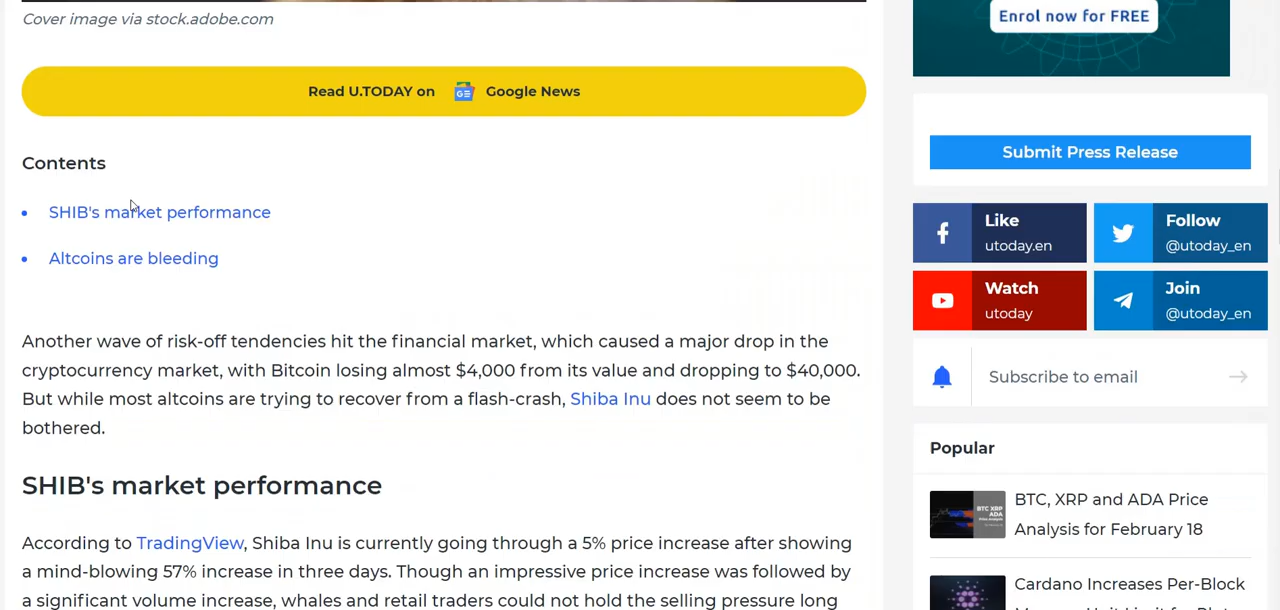 Cover image via stock.adobe.com
Enrol now for FREE
Read U.TODAY on GE Google News
Submit Press Release
Contents
SHIB's market performance
Altcoins are bleeding
Like
utoday.en
Follow
@utoday_en
Watch
utoday
Join
@utoday_en
Subscribe to email
Another wave of risk-off tendencies hit the financial market, which caused a major drop in the
cryptocurrency market, with Bitcoin losing almost $4,000 from its value and dropping to $40,000.
But while most altcoins are trying to recover from a flash-crash, Shiba Inu does not seem to be
bothered.
SHIB's market performance
According to TradingView, Shiba Inu is currently going through a 5% price increase after showing
a mind-blowing 57% increase in three days. Though an impressive price increase was followed by
a significant volume increase, whales and retail traders could not hold the selling pressure long
Popular
BTC XRP
ADA
BTC, XRP and ADA Price
Analysis for February 18
Cardano Increases Per-Block